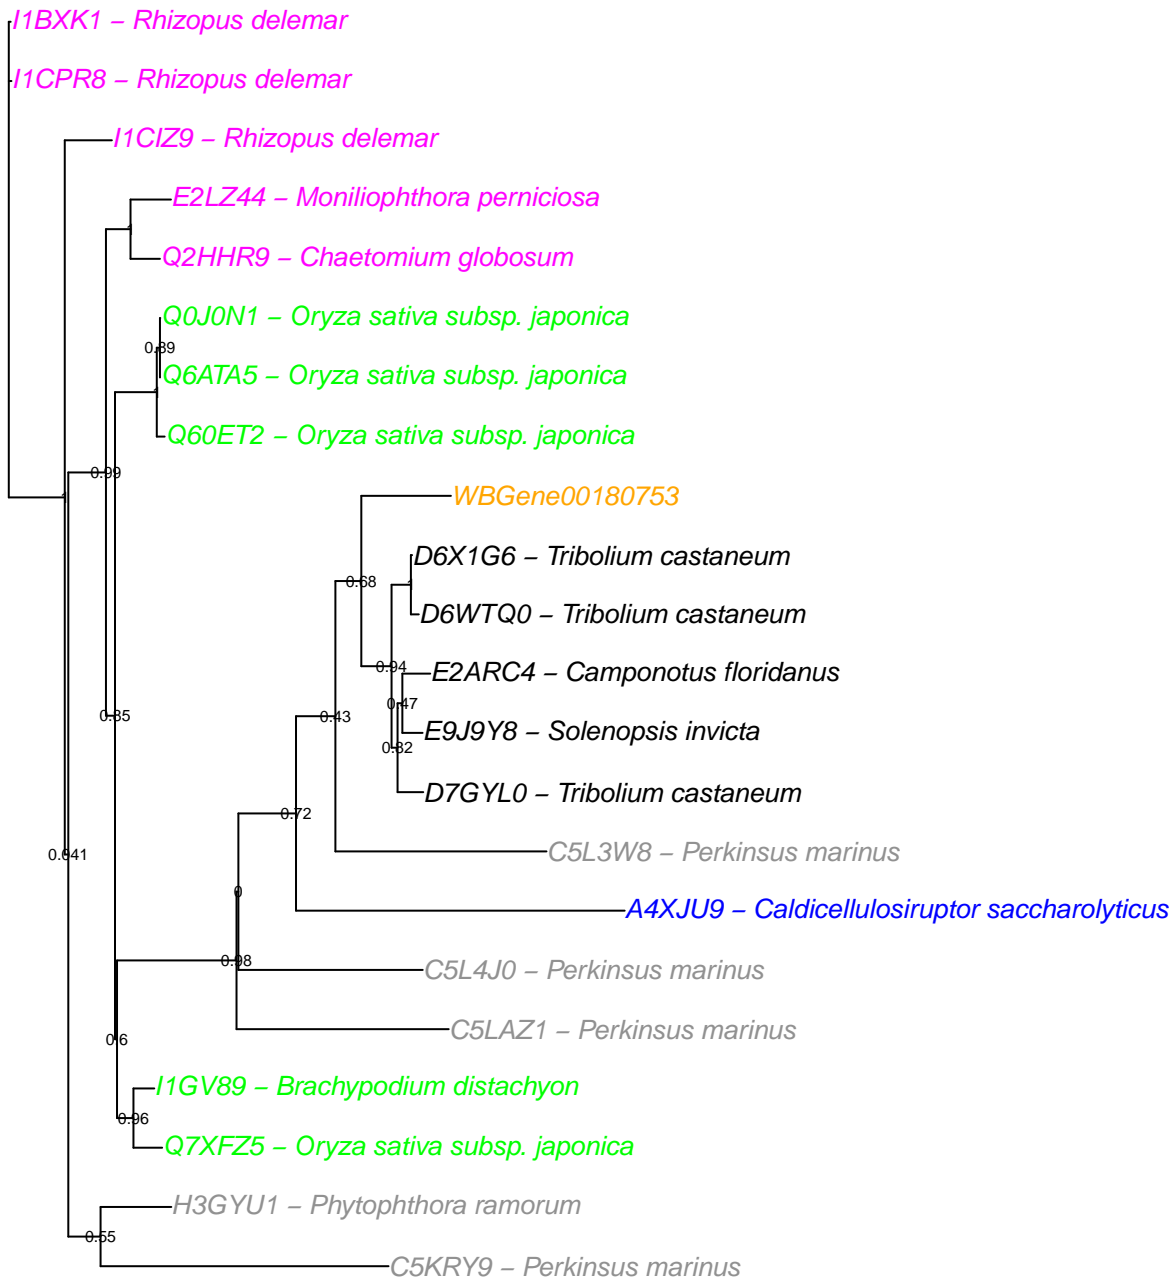 I1BXK1 – Rhizopus delemar
I1CPR8 – Rhizopus delemar
I1CIZ9 – Rhizopus delemar
E2LZ44 – Moniliophthora perniciosa
1
Q2HHR9 – Chaetomium globosum
Q0J0N1 – Oryza sativa subsp. japonica
0.89
Q6ATA5 – Oryza sativa subsp. japonica
1
Q60ET2 – Oryza sativa subsp. japonica
0.99
1
WBGene00180753
D6X1G6 – Tribolium castaneum
0.68
1
D6WTQ0 – Tribolium castaneum
0.94
E2ARC4 – Camponotus floridanus
0.47
0.85
0.43
E9J9Y8 – Solenopsis invicta
0.82
D7GYL0 – Tribolium castaneum
0.72
C5L3W8 – Perkinsus marinus
0.041
0
A4XJU9 – Caldicellulosiruptor saccharolyticus
0.98
C5L4J0 – Perkinsus marinus
C5LAZ1 – Perkinsus marinus
0.6
I1GV89 – Brachypodium distachyon
0.96
Q7XFZ5 – Oryza sativa subsp. japonica
H3GYU1 – Phytophthora ramorum
0.55
C5KRY9 – Perkinsus marinus